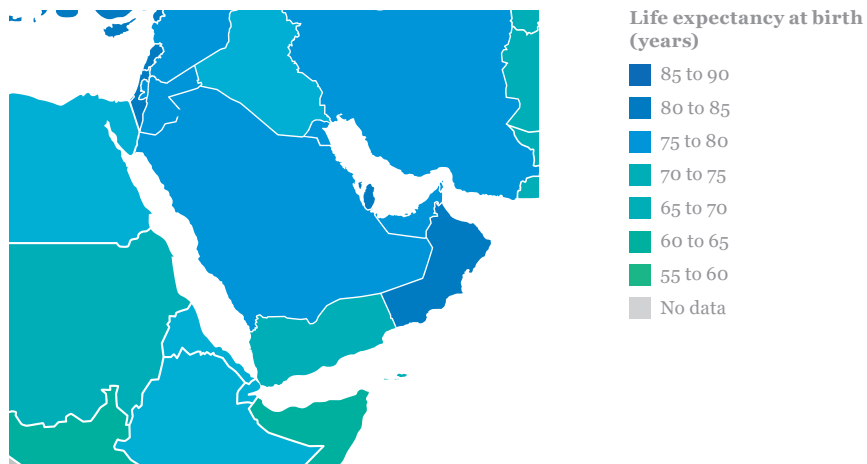 Life expectancy at birth
(years)
85 to 90
80 to 85
75 to 80
70 to 75
65 to 70
60 to 65
55 to 60
No data